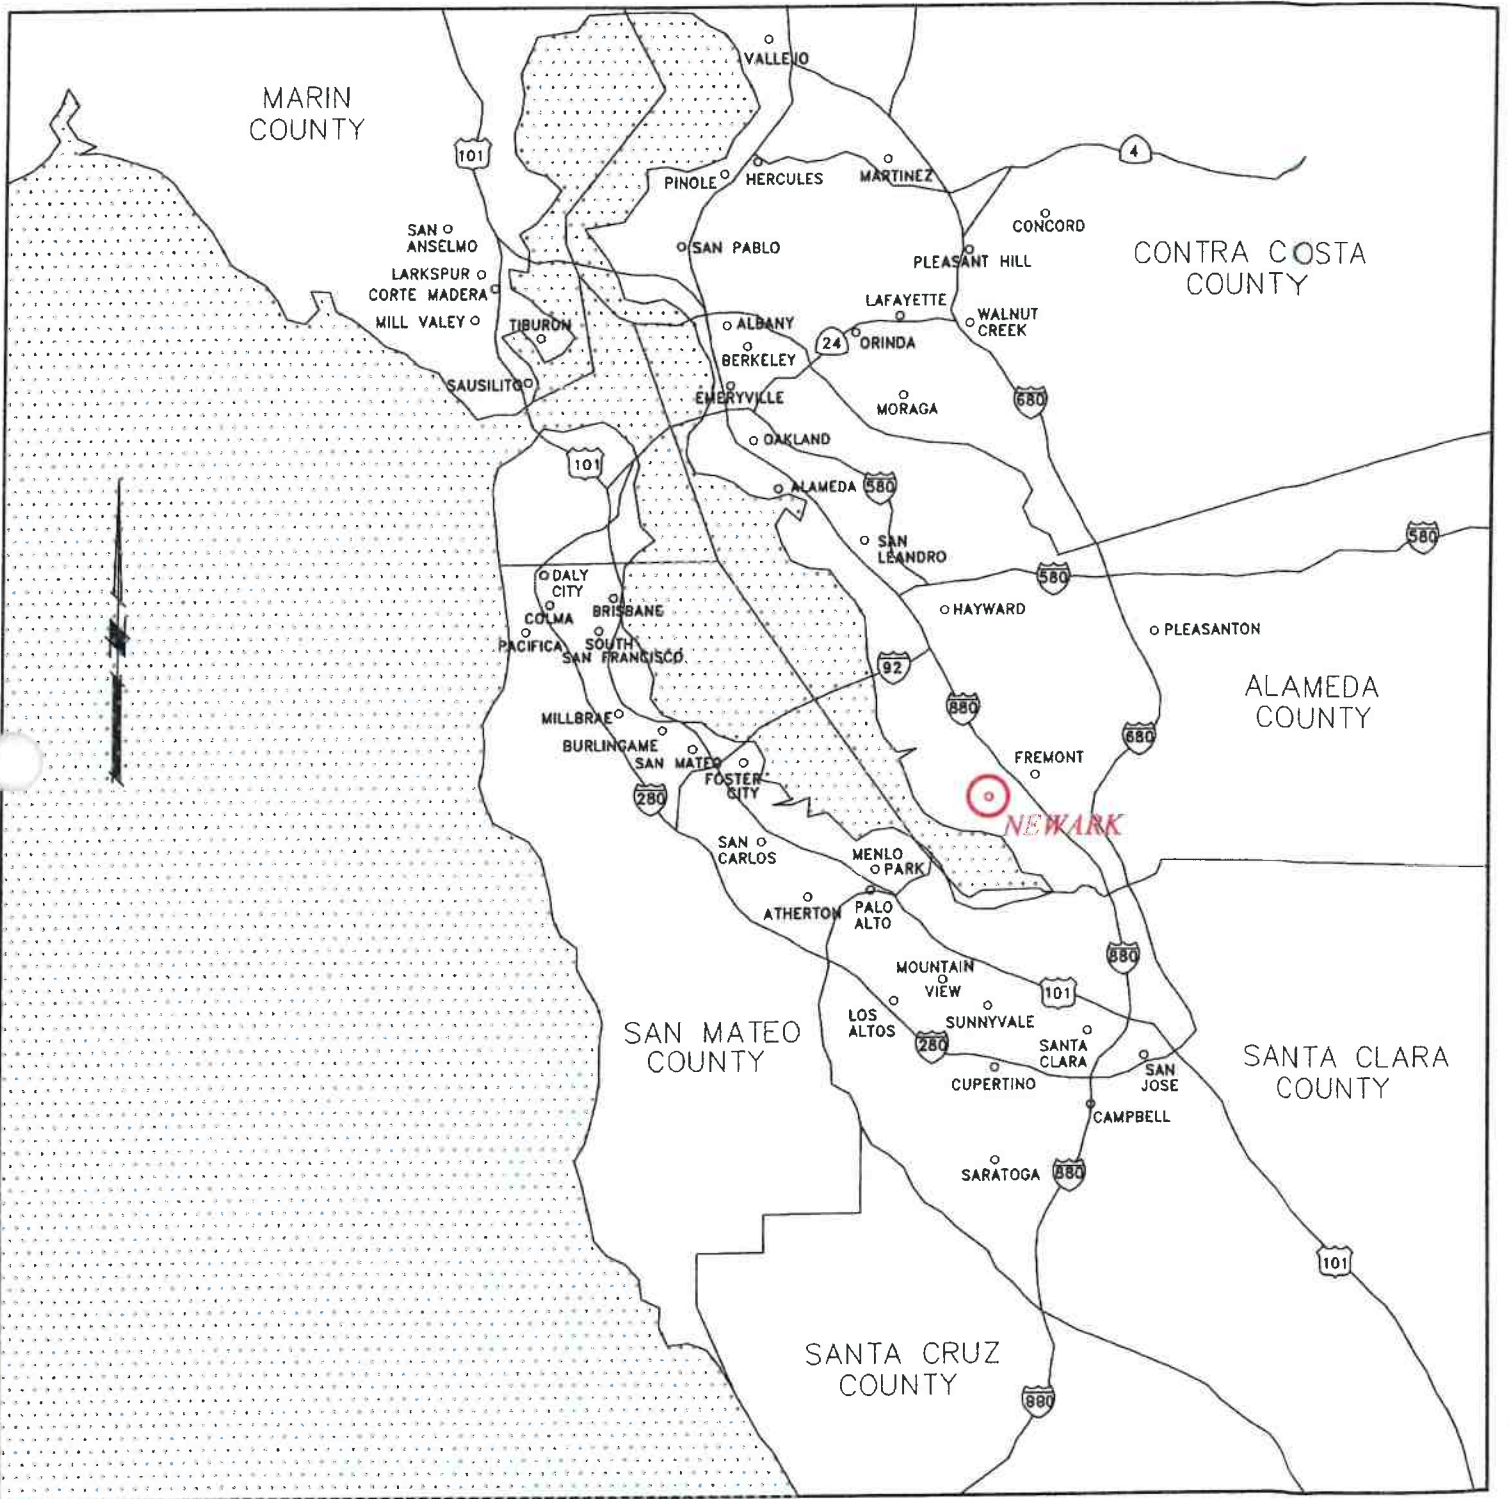 VALLEJO
MARIN
COUNTY
101
4
PINOLE
HERCULES
MARTINEZ
CONCORD
SAN
ANSELMO
SAN PABLO
PLEASANT HILL
CONTRA COSTA
COUNTY
LARKSPUR
CORTE MADERA
LAFAYETTE
WALNUT
CREEK
MILL VALEY
TIBURON
ALBANY
24
ORINDA
BERKELEY
SAUSILITO
EMERYVILLE
MORAGA
680
OAKLAND
101
ALAMEDA
580
SAN
LEANDRO
580
580
DALY
CITY
COLMA
BRISBANE
HAYWARD
PACIFICA
SOUTH
SAN FRANCISCO
PLEASANTON
92
ALAMEDA
COUNTY
880
MILLBRAE
680
BURLINGAME
SAN MATEO
FOSTER
CITY
FREMONT
280
NEWARK
SAN
CARLOS
MENLO
PARK
ATHERTON
PALO
ALTO
880
MOUNTAIN
VIEW
101
LOS
ALTOS
SUNNYVALE
SAN MATEO
COUNTY
280
SANTA
CLARA
SANTA CLARA
COUNTY
CUPERTINO
SAN
JOSE
CAMPBELL
SARATOGA
880
101
SANTA CRUZ
COUNTY
880